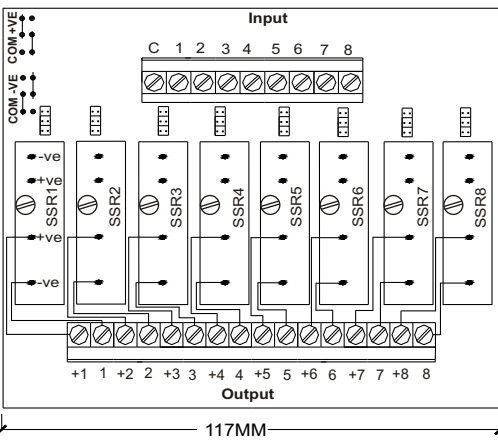 Input
COM +VE
COM -VE
C 1 2 3 4 5 6 7 8
-ve
+ve
+ve
-ve
SSR1
SSR2
SSR3
SSR4
SSR5
SSR6
SSR7
SSR8
+1 1 +2 2 +3 3 +4 4 +5 5 +6 6 +7 7 +8 8
Output
117MM